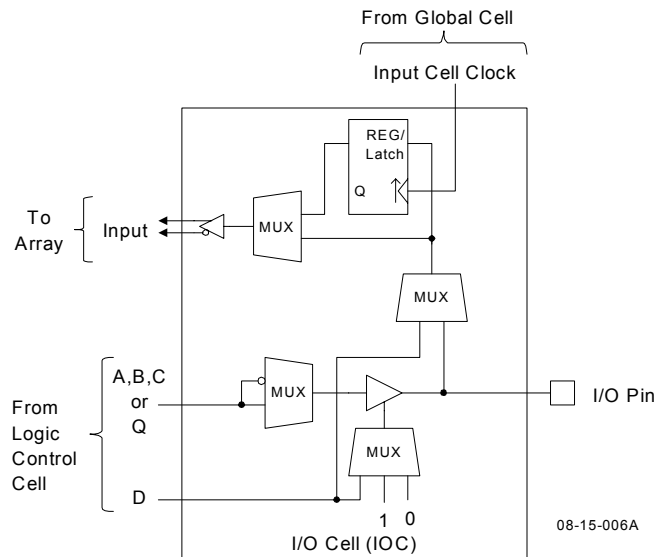 From Global Cell
Input Cell Clock
REG/
Latch
Q
To
Array
Input
MUX
MUX
A,B,C
or
Q
MUX
I/O Pin
From
Logic
Control
Cell
MUX
D
1 0
I/O Cell (IOC)
08-15-006A